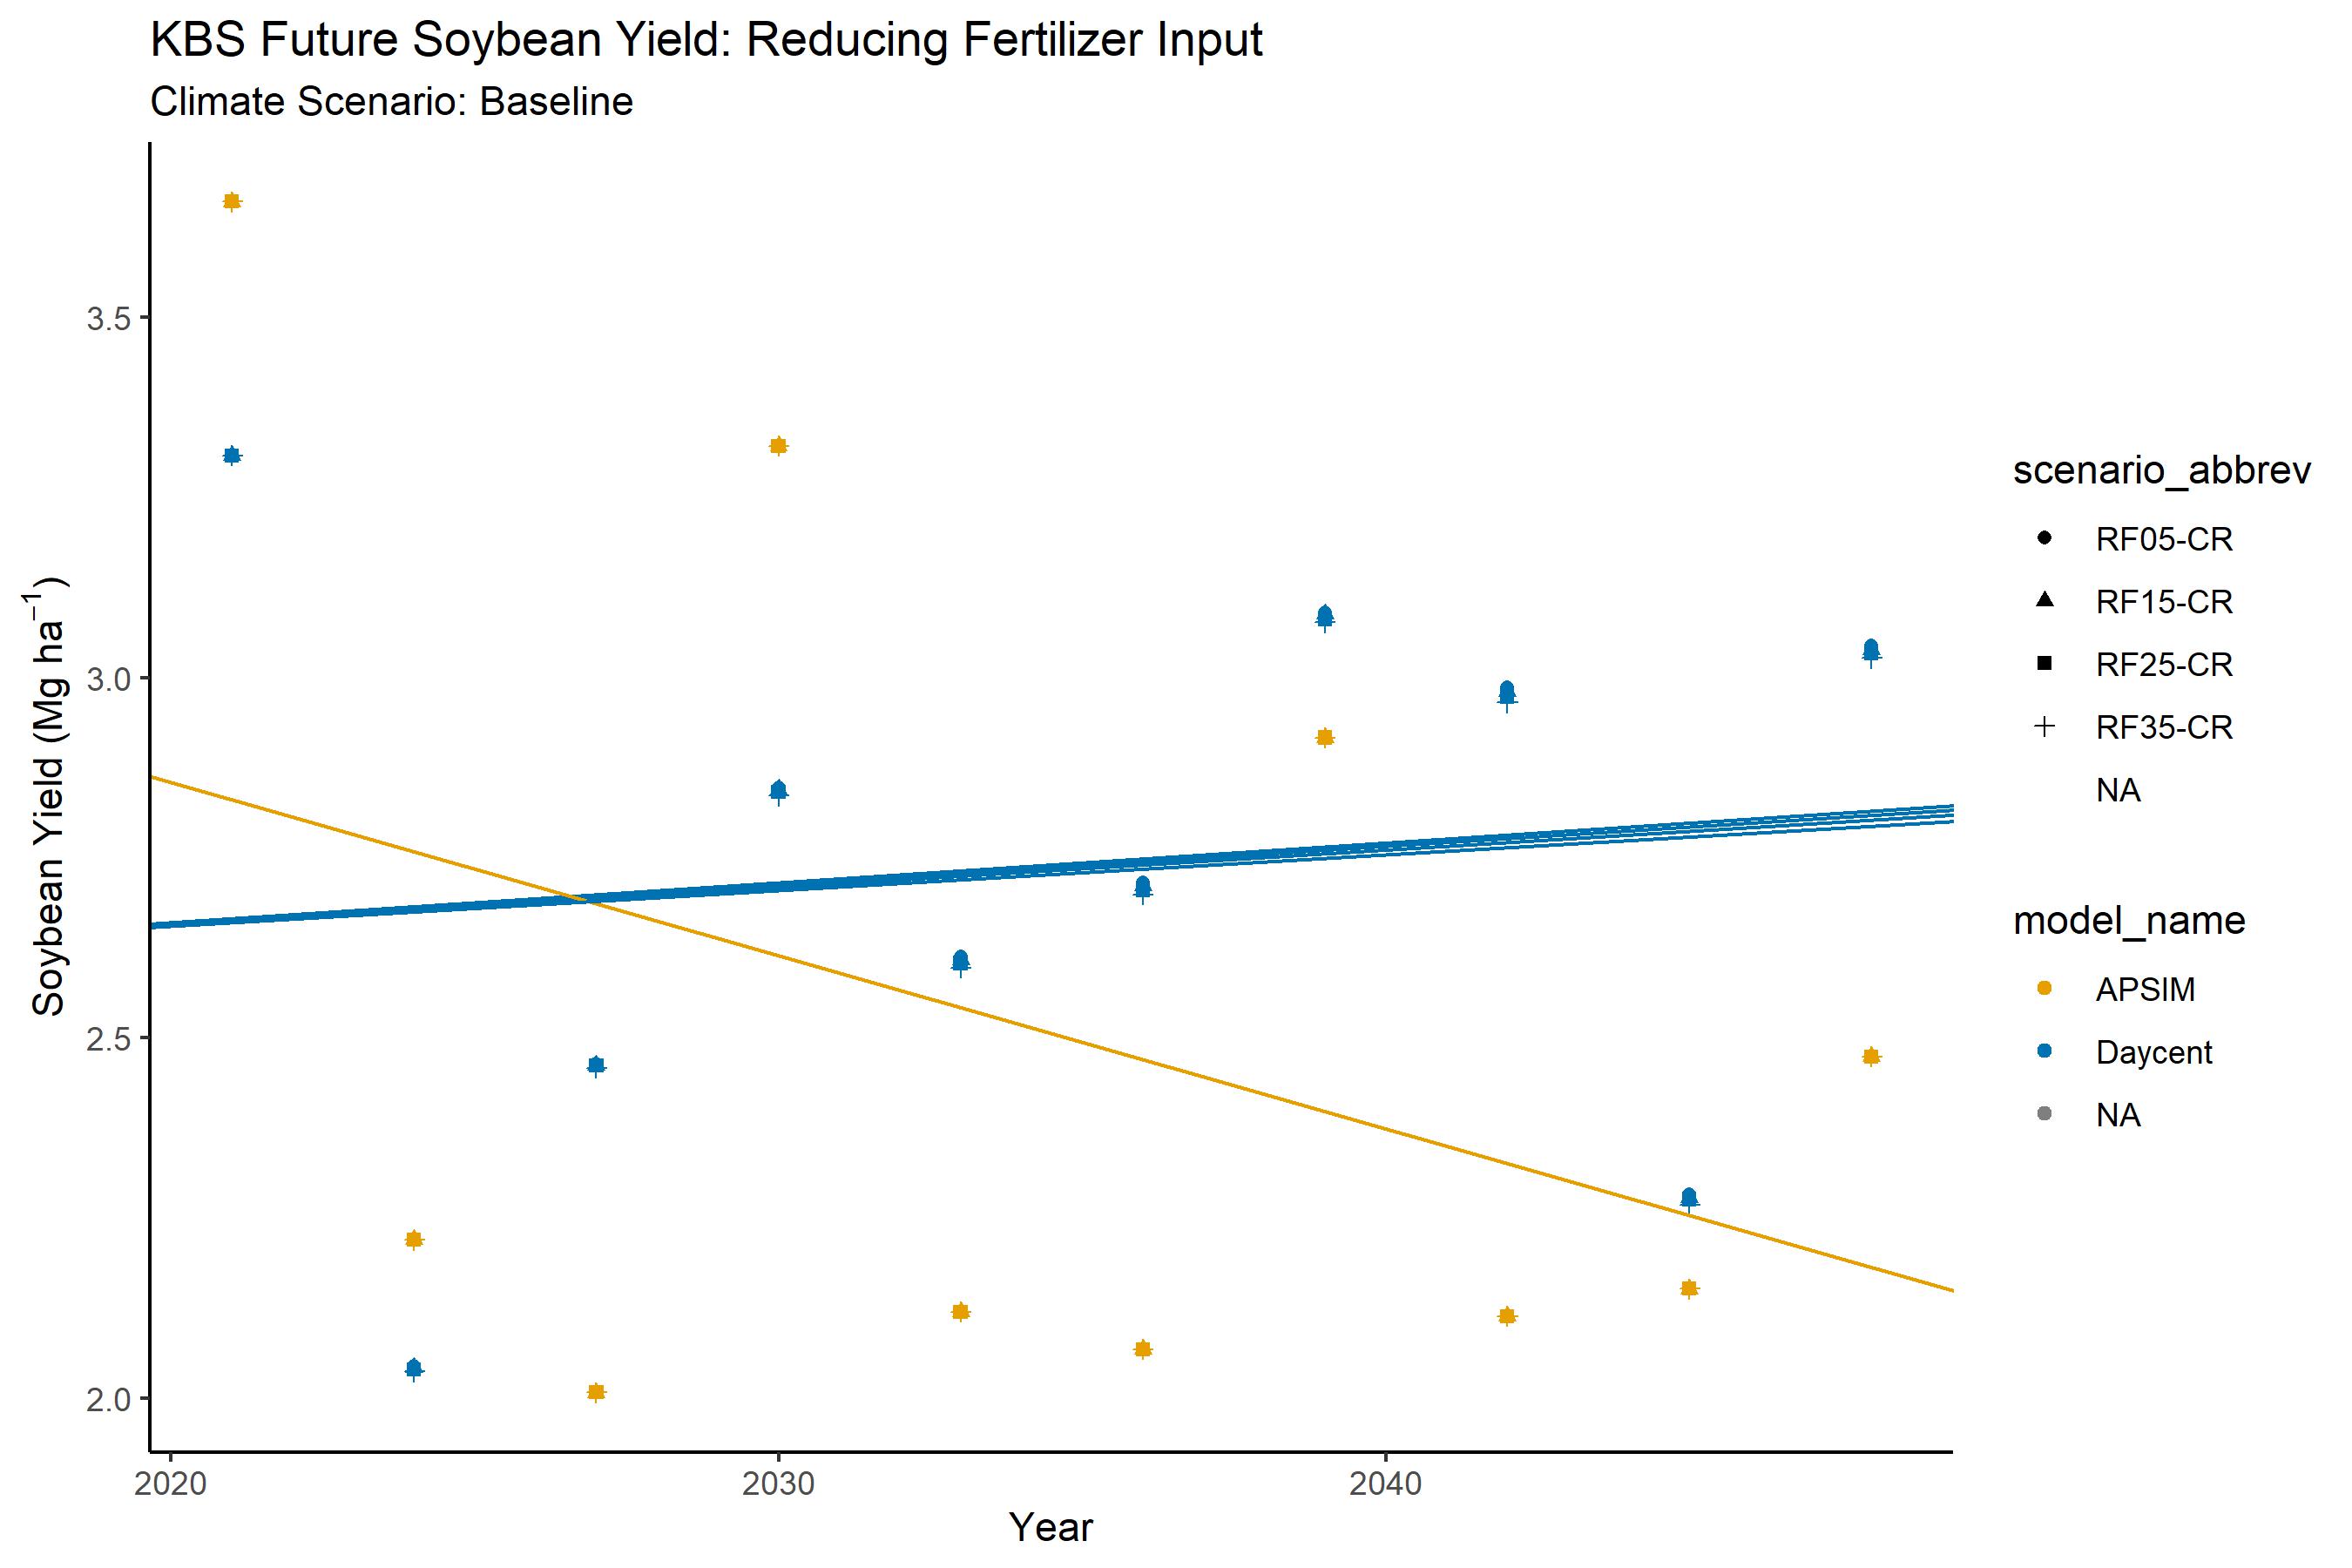 KBS Future Soybean Yield: Reducing Fertilizer Input
Climate Scenario: Baseline
Soybean Yield (Mg ha⁻¹)
3.5
3.0
2.5
2.0
2020
2030
2040
Year
scenario_abbrev
RF05-CR
RF15-CR
RF25-CR
RF35-CR
NA
model_name
APSIM
Daycent
NA